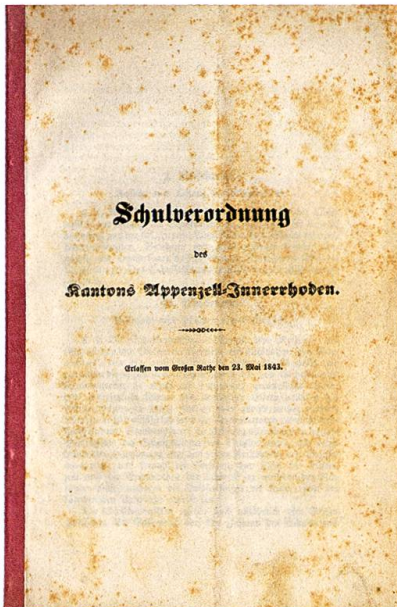 Schulverordnung
des
Kantons Appenzell-Innerrhoden.
Erlassen vom Großen Rathe den 23. Mai 1843.